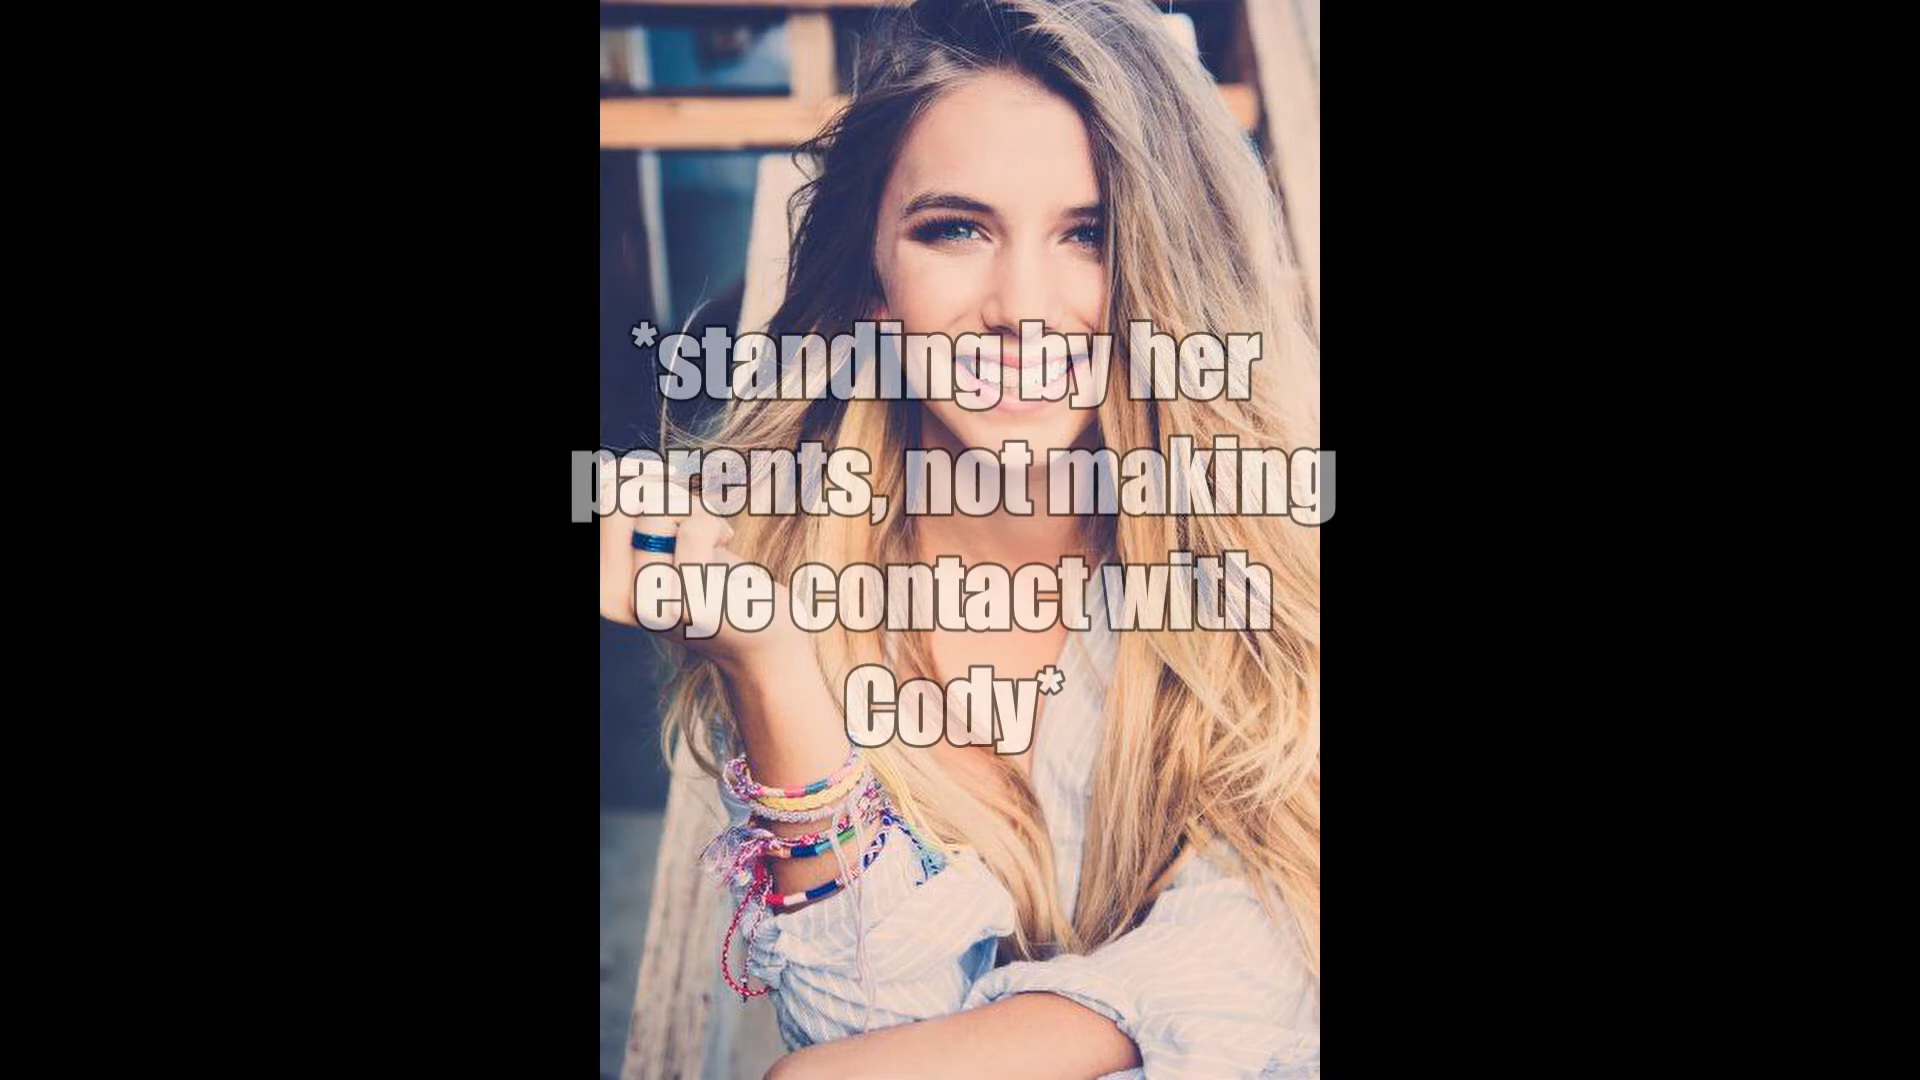 *standing by her
parents, not making
eye contact with
Cody*